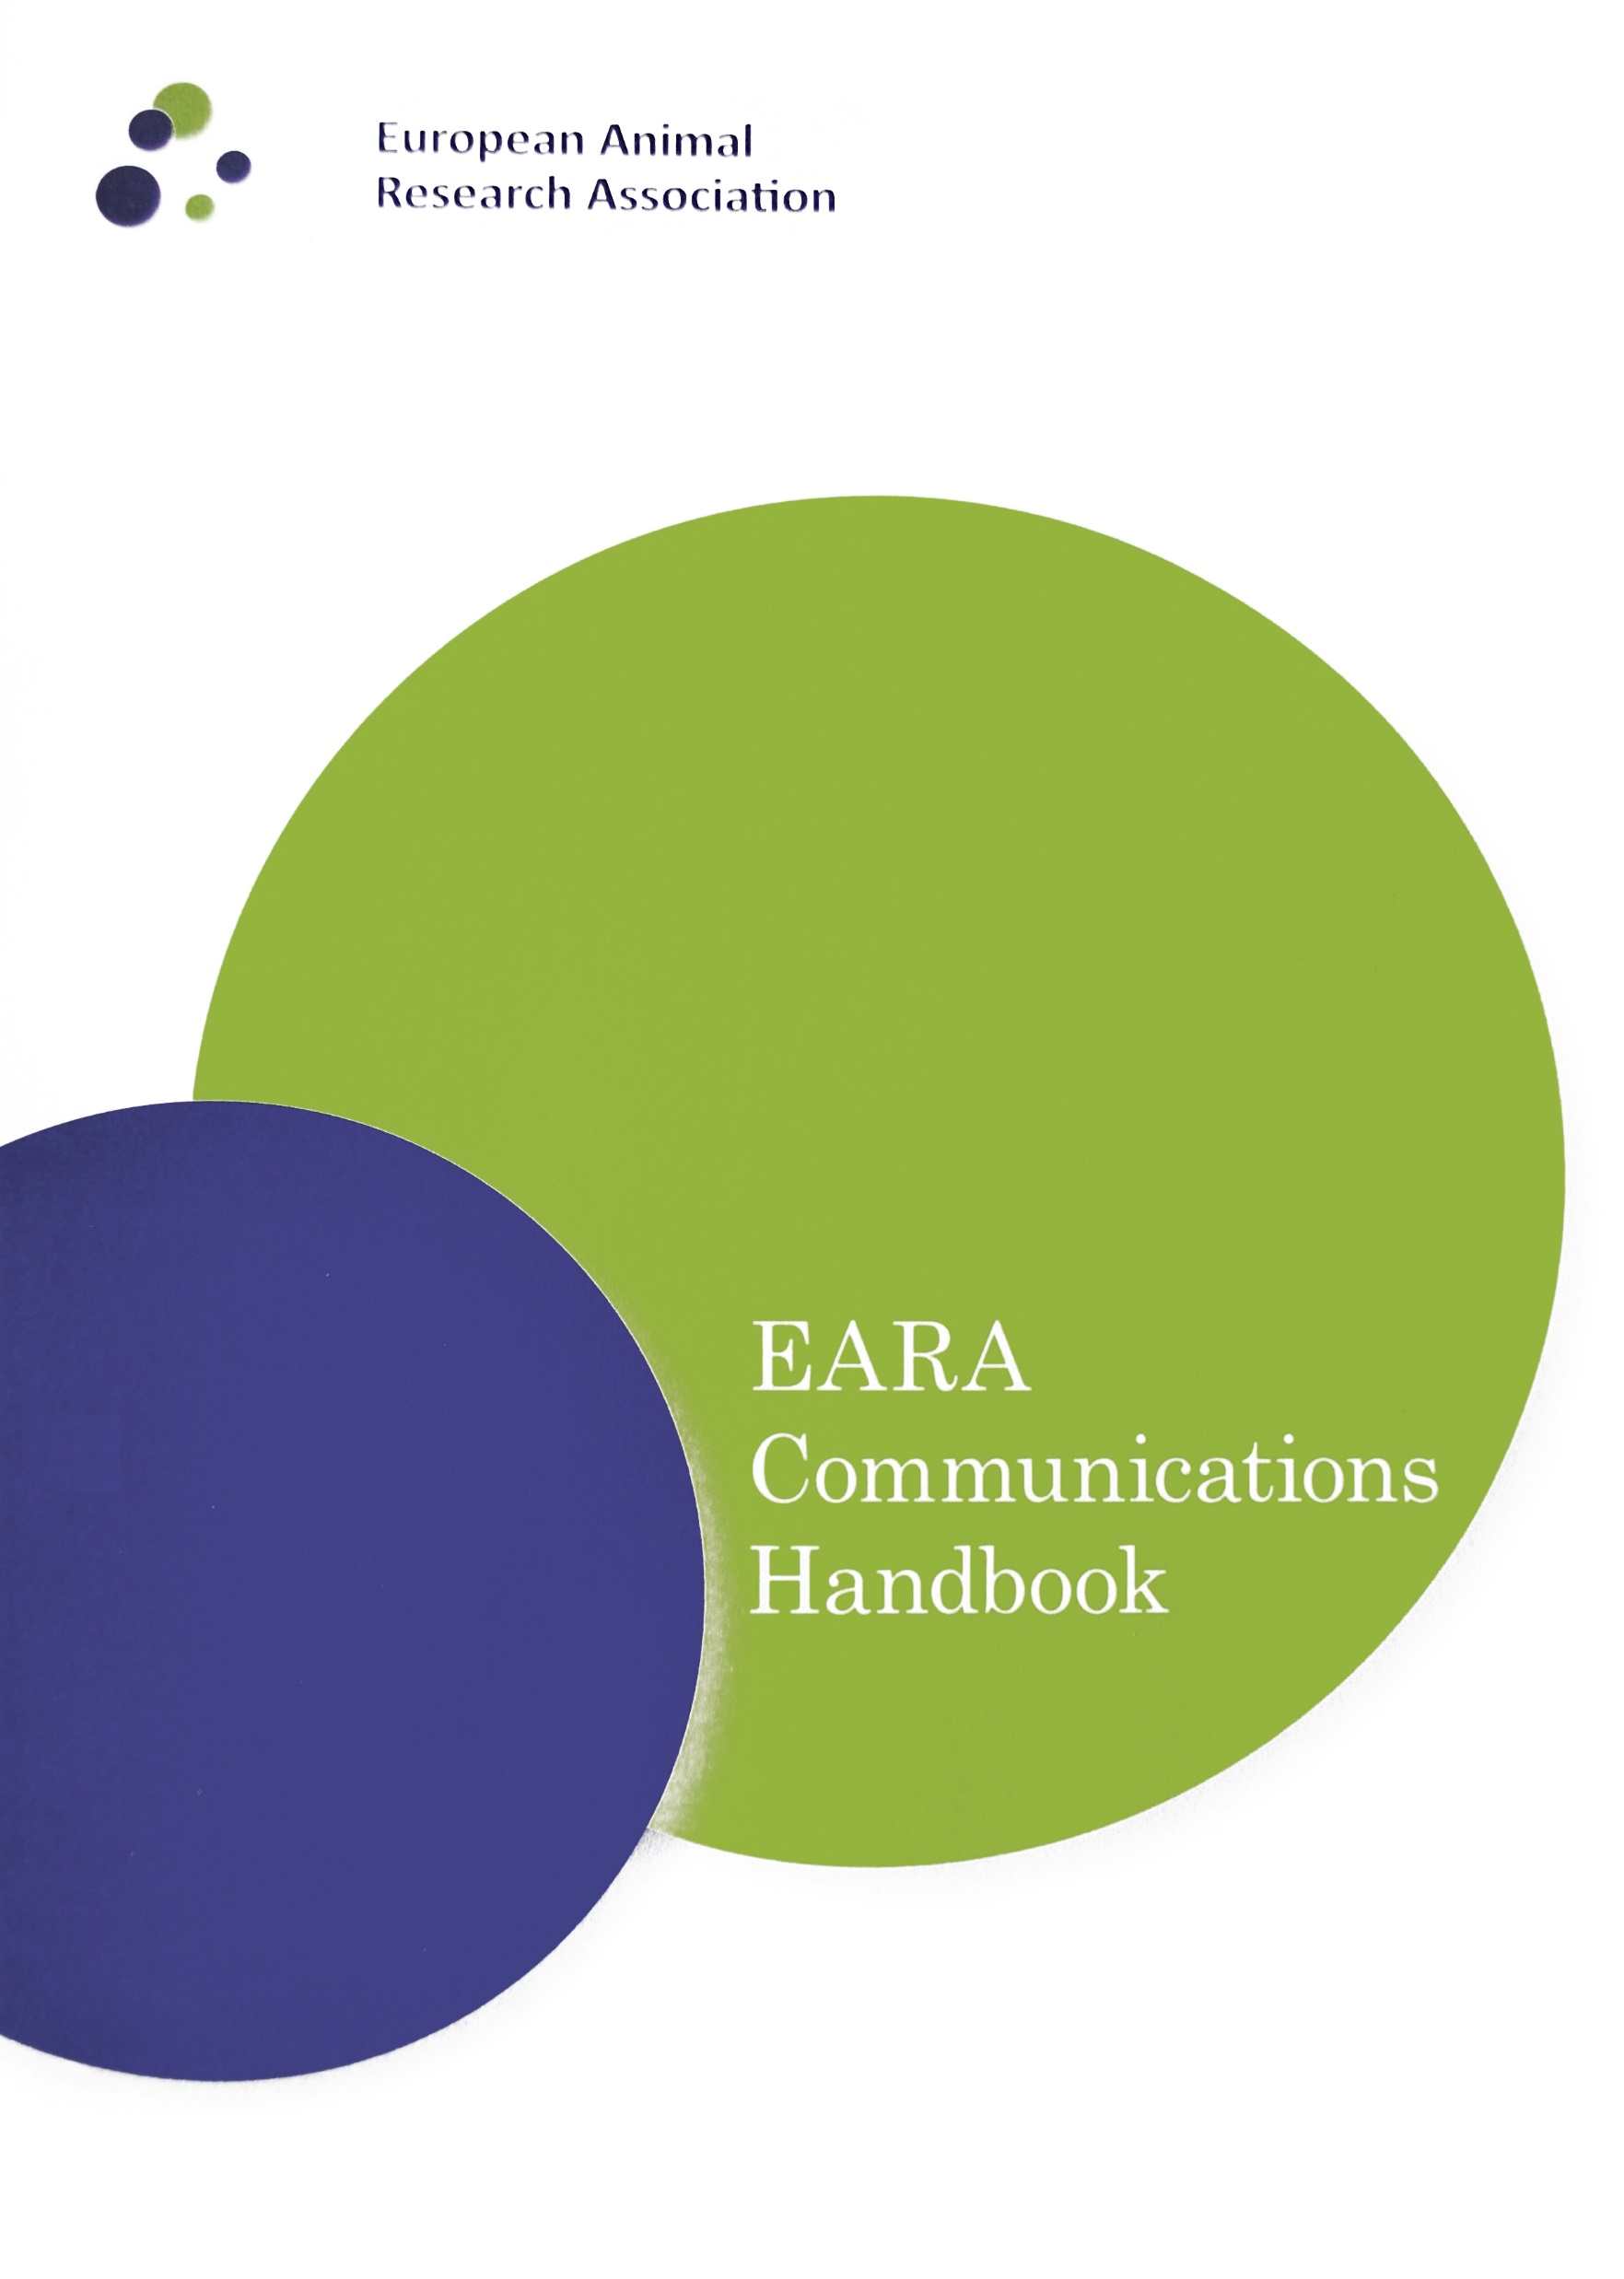 European Animal
Research Association
EARA
Communications
Handbook